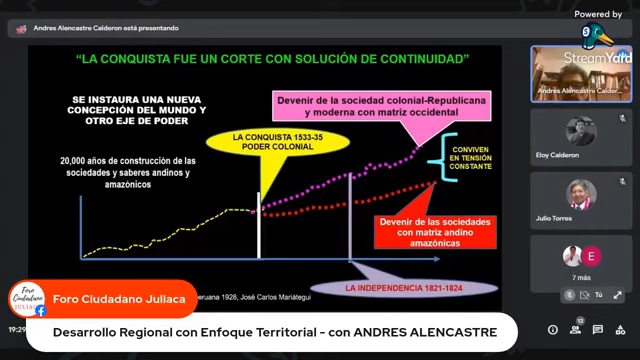 Andres Alencastre Calderon está presentando
Powered by
StreamYard
"LA CONQUISTA FUE UN CORTE CON SOLUCIÓN DE CONTINUIDAD"
SE INSTAURA UNA NUEVA
CONCEPCIÓN DEL MUNDO Y
OTRO EJE DE PODER
20,000 años de construcción de las
sociedades y saberes andinos y
amazónicos
LA CONQUISTA 1533-35
PODER COLONIAL
Devenir de la sociedad colonial-Republicana
y moderna con matriz occidental
CONVIVEN
EN TENSIÓN
CONSTANTE
Devenir de las sociedades
con matriz andino
amazónicas
LA INDEPENDENCIA 1821-1824
eruana 1928, José Carlos Mariátegui
Andres Alencastre Calder...
Eloy Calderon
Julio Torres
E
7 más
Tú
12
19:29
Foro
Ciudadano
JULIACA
Foro Ciudadano Juliaca
Desarrollo Regional con Enfoque Territorial - con ANDRES ALENCASTRE